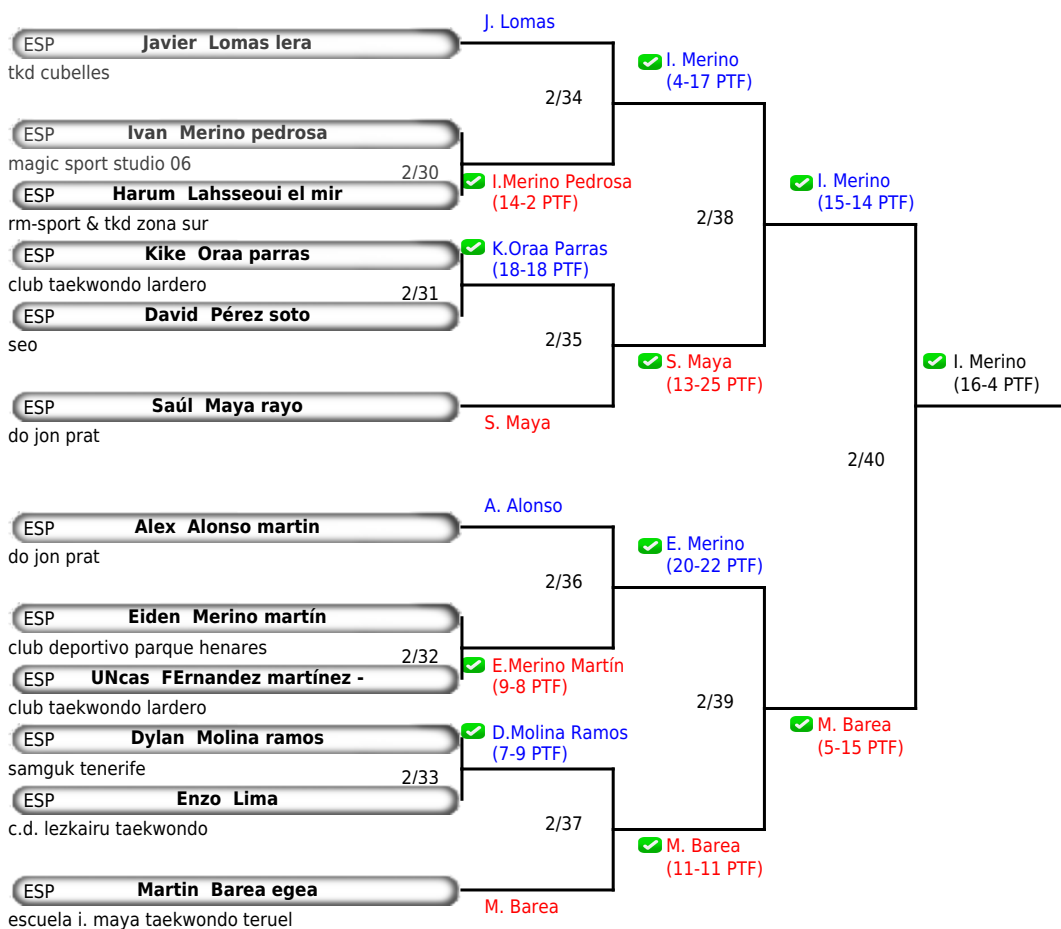 J. Lomas
ESP Javier Lomas lera
tkd cubelles
I. Merino
(4-17 PTF)
2/34
ESP Ivan Merino pedrosa
magic sport studio 06
2/30
I.Merino Pedrosa
(14-2 PTF)
I. Merino
(15-14 PTF)
ESP Harum Lahsseoui el mir
rm-sport & tkd zona sur
2/38
ESP Kike Oraa parras
K.Oraa Parras
(18-18 PTF)
club taekwondo lardero
2/31
ESP David Pérez soto
seo
2/35
S. Maya
(13-25 PTF)
I. Merino
(16-4 PTF)
ESP Saúl Maya rayo
S. Maya
do jon prat
2/40
A. Alonso
ESP Alex Alonso martin
do jon prat
E. Merino
(20-22 PTF)
2/36
ESP Eiden Merino martín
club deportivo parque henares
2/32
E.Merino Martín
(9-8 PTF)
ESP UNcas FErnandez martínez -
club taekwondo lardero
2/39
ESP Dylan Molina ramos
D.Molina Ramos
(7-9 PTF)
M. Barea
(5-15 PTF)
samguk tenerife
2/33
ESP Enzo Lima
c.d. lezkairu taekwondo
2/37
M. Barea
(11-11 PTF)
ESP Martin Barea egea
M. Barea
escuela i. maya taekwondo teruel